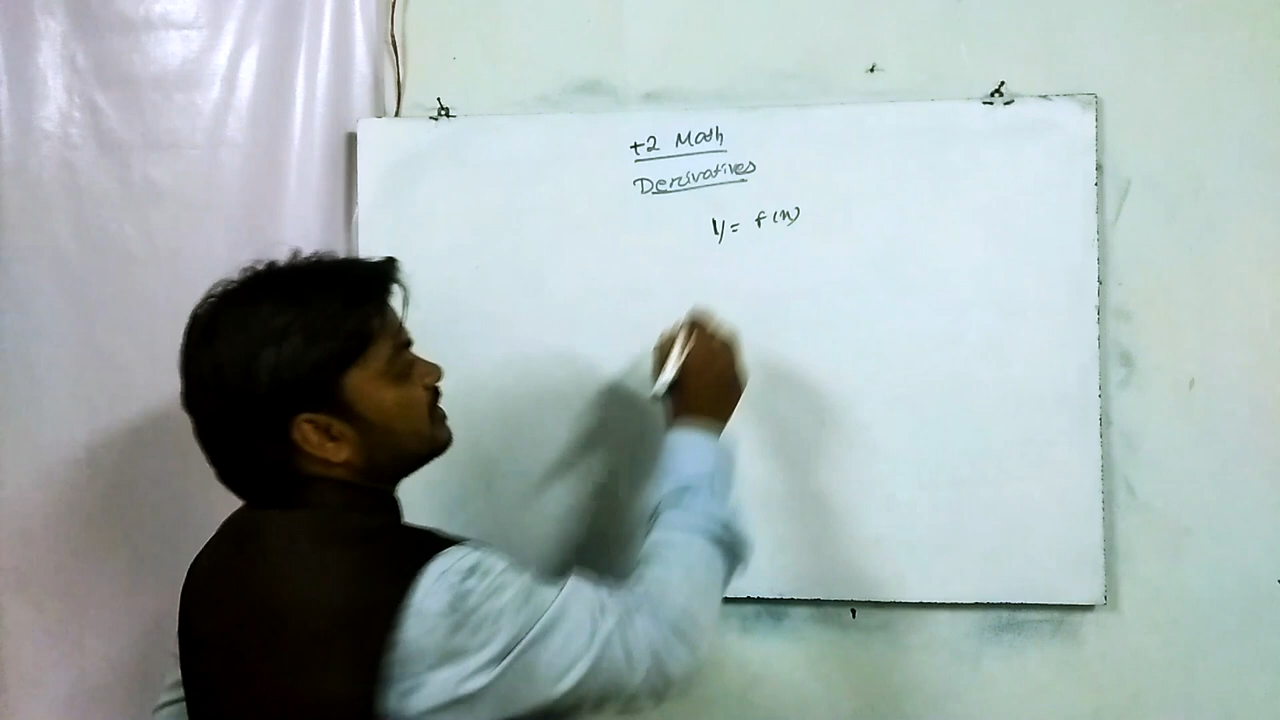 +2 Math
Derivatives
y = f(x)